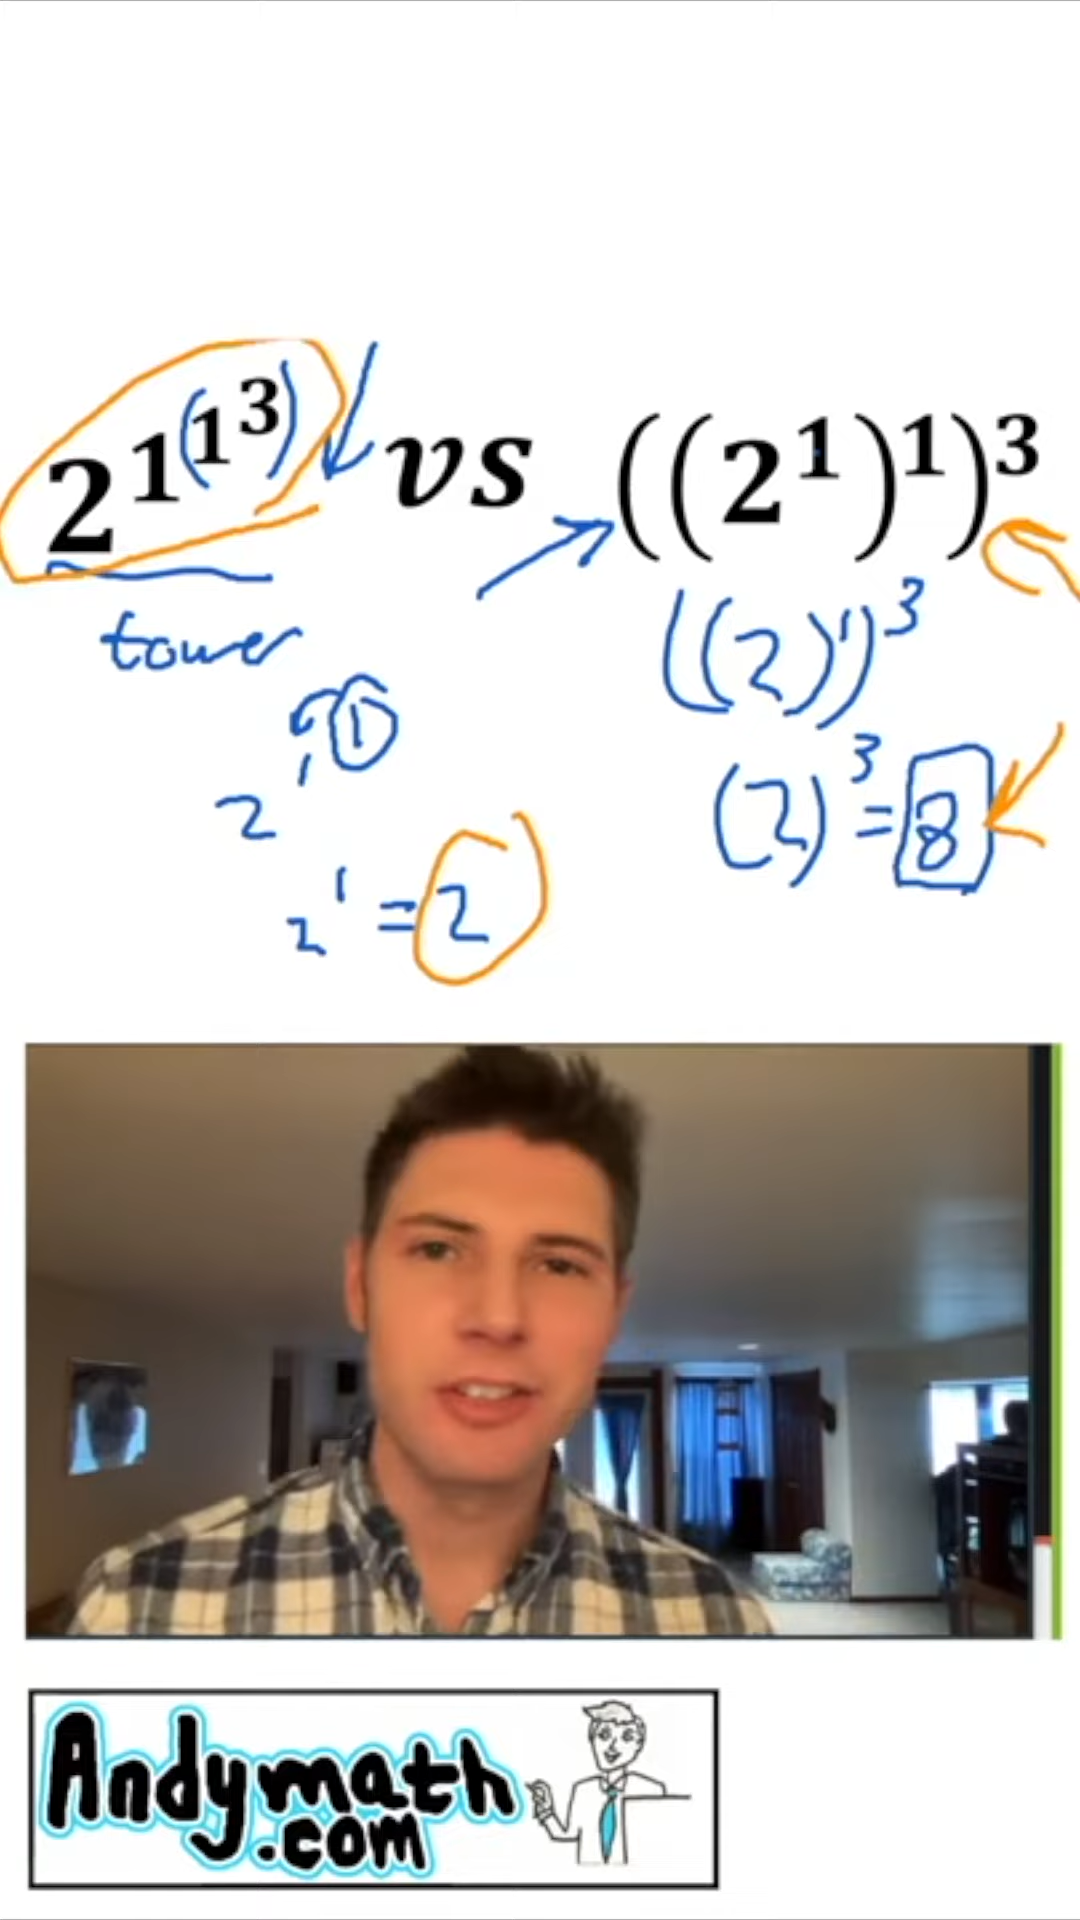 2^1^(1^3) vs ((2^1)^1)^3
tower
((2)^1)^3
2^1^1
(2)^3 = 8
2^1 = 2
Andymath
.com